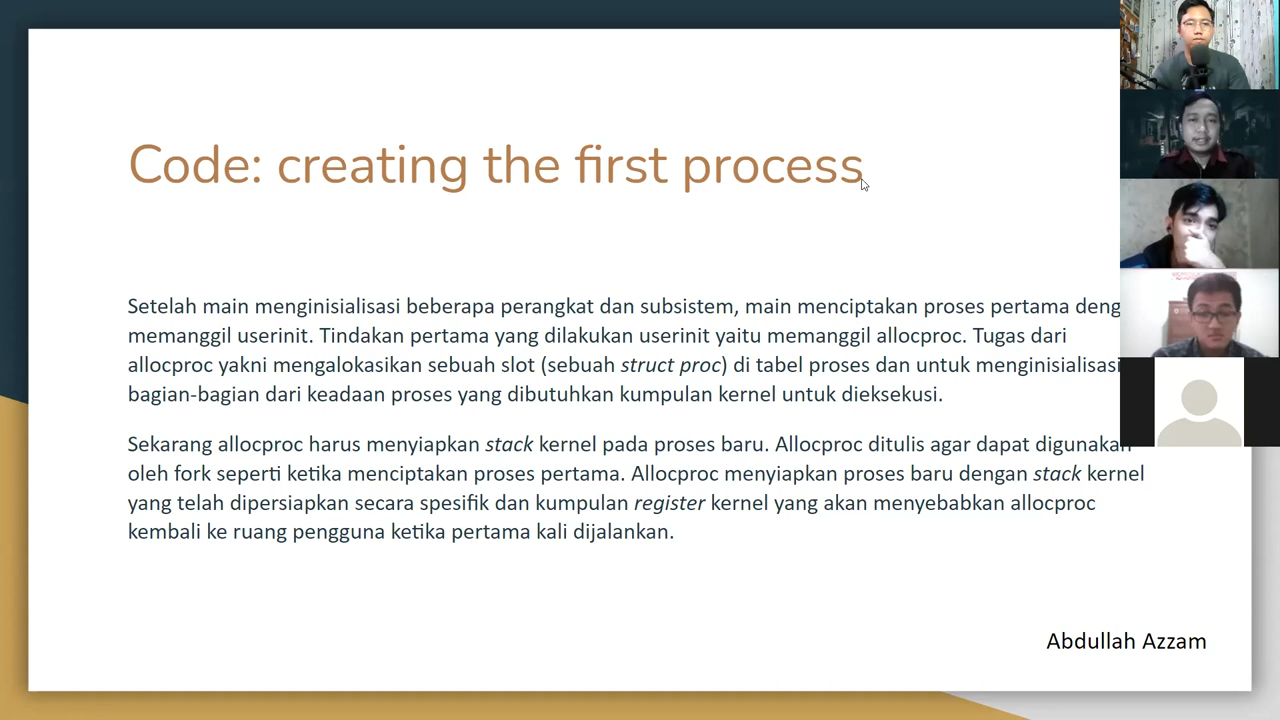 Code: creating the first process
Setelah main menginisialisasi beberapa perangkat dan subsistem, main menciptakan proses pertama deng
memanggil userinit. Tindakan pertama yang dilakukan userinit yaitu memanggil allocproc. Tugas dari
allocproc yakni mengalokasikan sebuah slot (sebuah struct proc) di tabel proses dan untuk menginisialisasi
bagian-bagian dari keadaan proses yang dibutuhkan kumpulan kernel untuk dieksekusi.
Sekarang allocproc harus menyiapkan stack kernel pada proses baru. Allocproc ditulis agar dapat digunakan
oleh fork seperti ketika menciptakan proses pertama. Allocproc menyiapkan proses baru dengan stack kernel
yang telah dipersiapkan secara spesifik dan kumpulan register kernel yang akan menyebabkan allocproc
kembali ke ruang pengguna ketika pertama kali dijalankan.
Abdullah Azzam